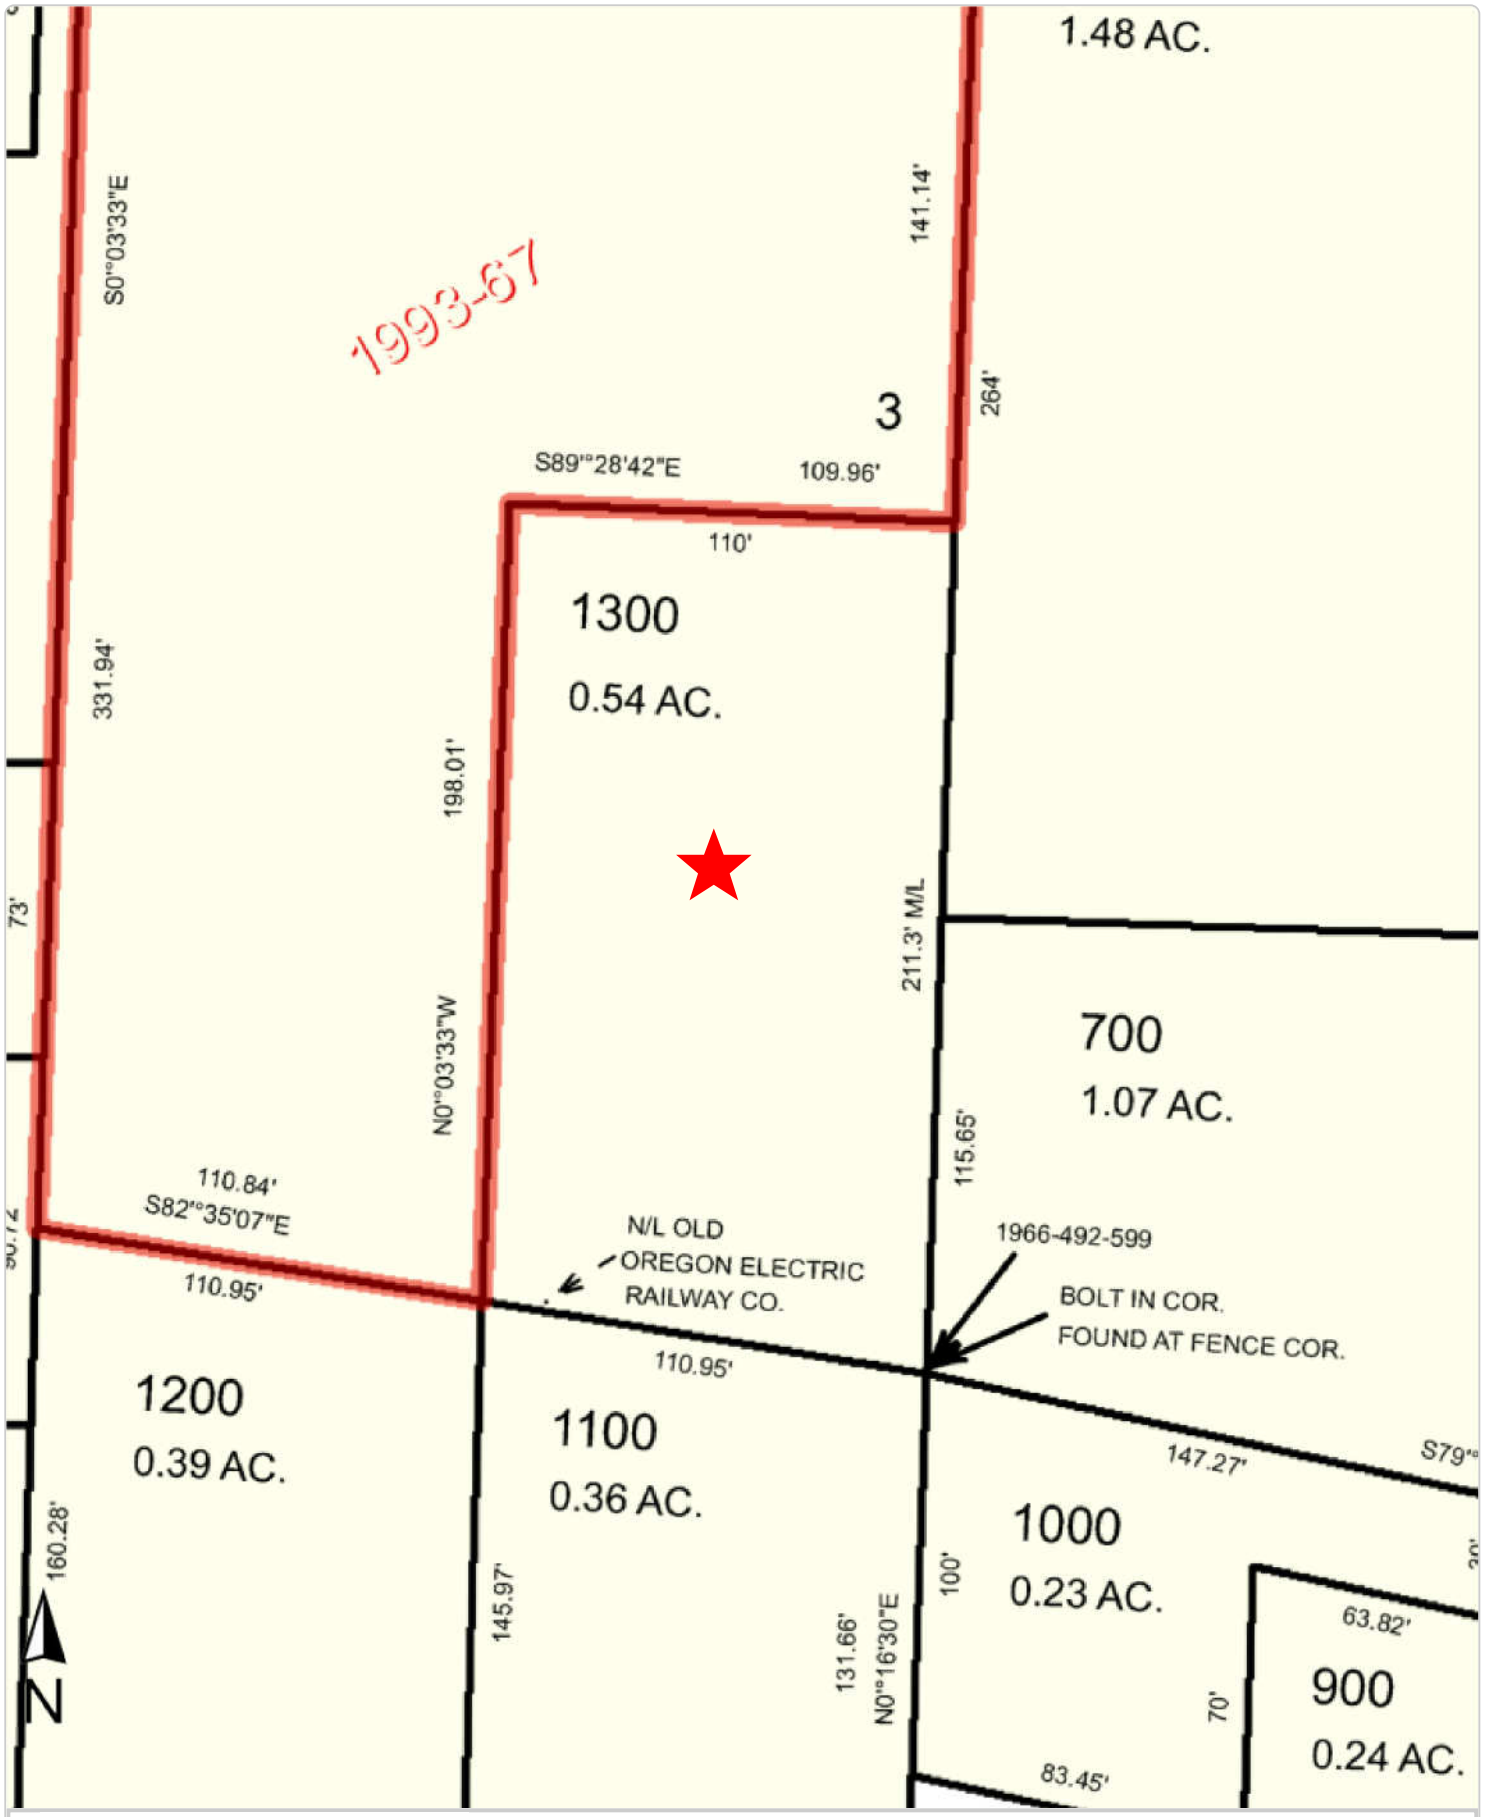 1.48 AC.
S0'°03'33"E
141.14'
1993-67
264'
3
S89'°28'42"E
109.96'
110'
1300
0.54 AC.
331.94'
198.01'
73'
211.3' M/L
N0'°03'33"W
700
1.07 AC.
115.65'
110.84'
S82'°35'07"E
110.95'
N/L OLD
OREGON ELECTRIC
RAILWAY CO.
1966-492-599
BOLT IN COR.
FOUND AT FENCE COR.
110.95'
1200
0.39 AC.
1100
0.36 AC.
147.27'
S79'°
1000
0.23 AC.
160.28'
145.97'
100'
131.66'
N0'°16'30"E
63.82'
70'
900
0.24 AC.
N
83.45'